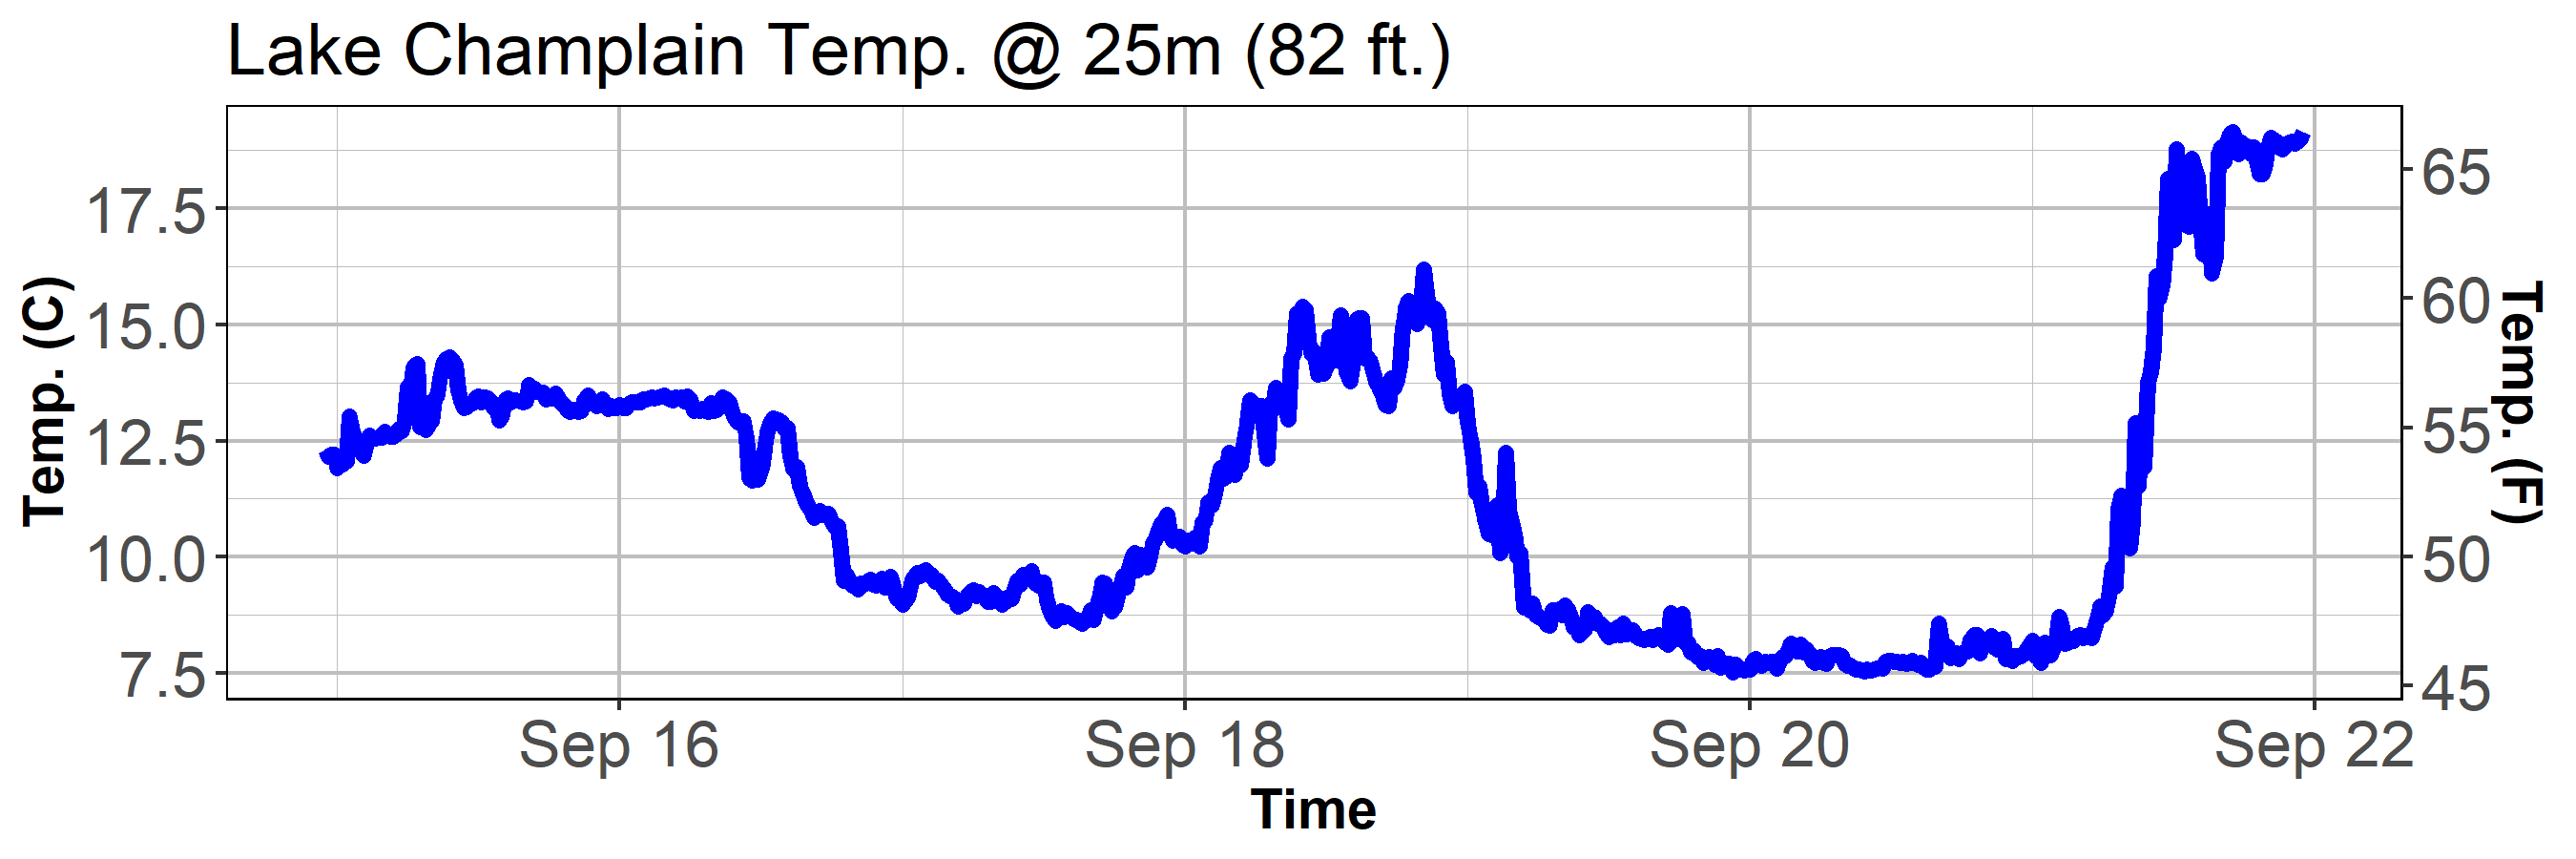 Lake Champlain Temp. @ 25m (82 ft.)
Temp. (C)
17.5
15.0
12.5
10.0
7.5
65
60
55
50
45
Temp. (F)
Sep 16
Sep 18
Sep 20
Sep 22
Time